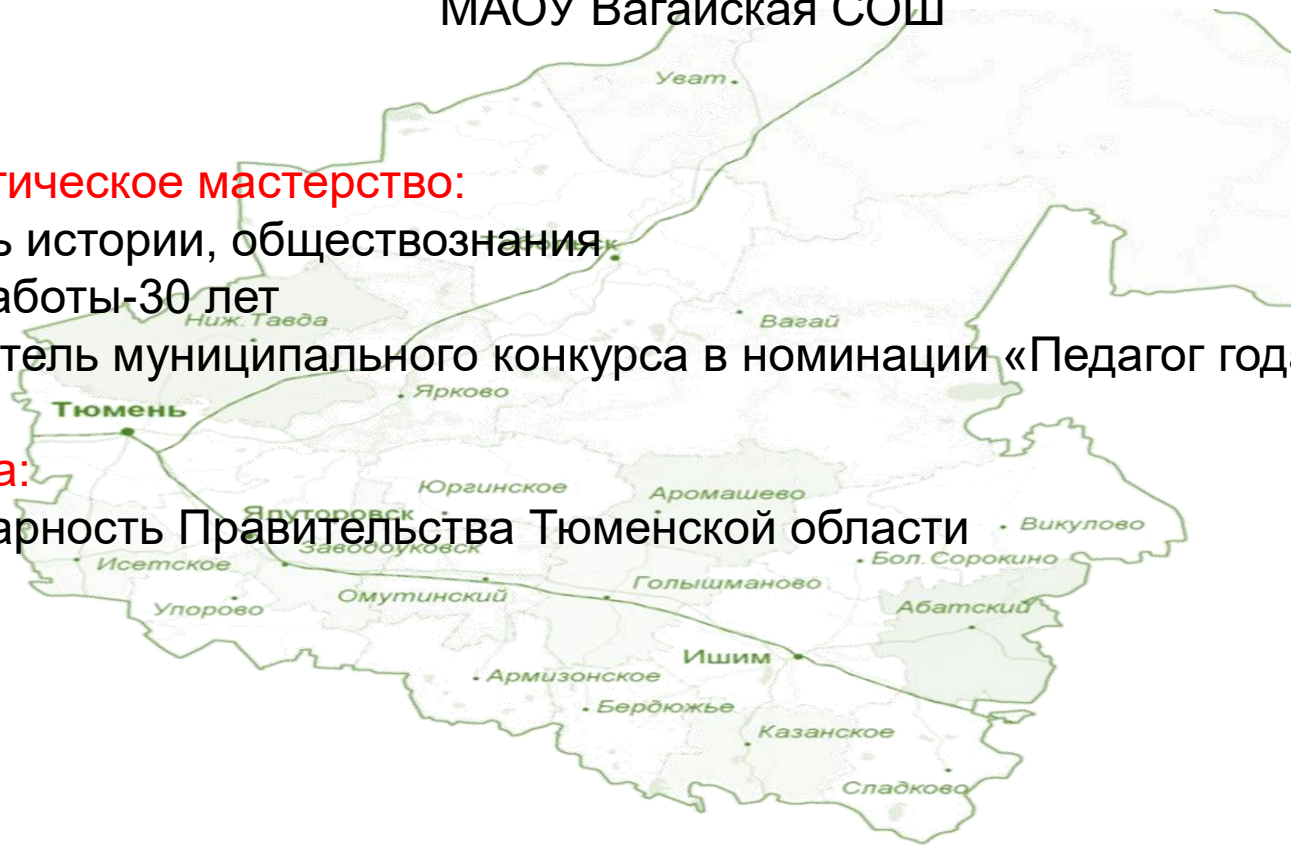 МАОУ Вагайская СОШ
Уват
гическое мастерство:
ь истории, обществознания
Тобольск
аботы-30 лет
Ниж.Тавда
Вагай
тель муниципального конкурса в номинации «Педагог года
Ярково
Тюмень
а:
Юргинское
Аромашево
Ялуторовск
арность Правительства Тюменской области
Викулово
Заводоуковск
Исетское
Бол.Сорокино
Голышманово
Омутинский
Упорово
Абатский
Ишим
Армизонское
Бердюжье
Казанское
Сладково